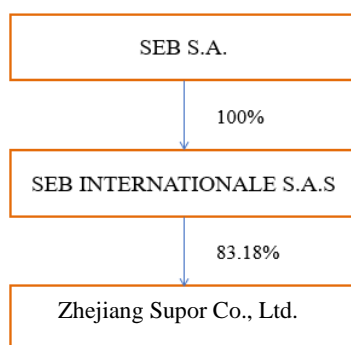 SEB S.A.
100%
SEB INTERNATIONALE S.A.S
83.18%
Zhejiang Supor Co., Ltd.